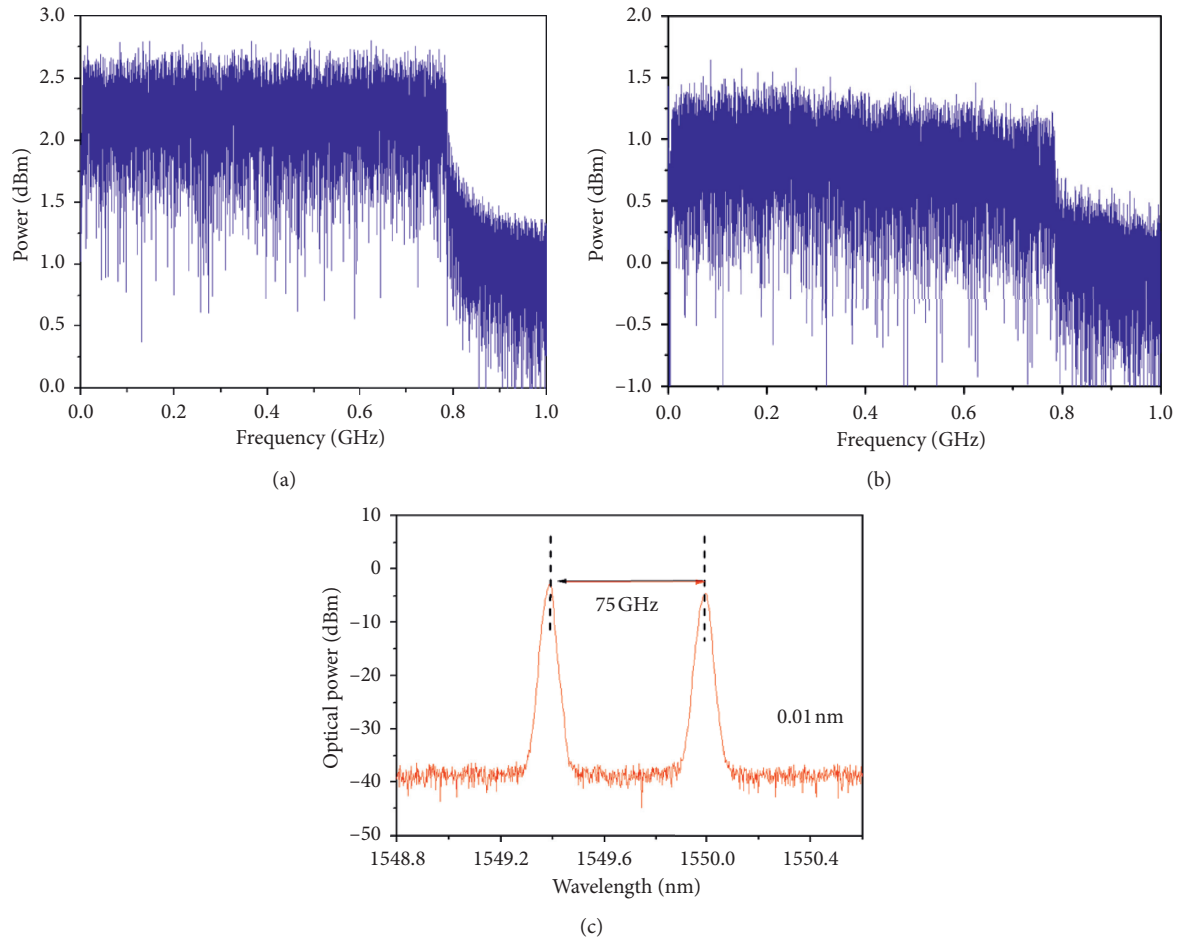 3.0
2.5
2.0
1.5
1.0
0.5
0.0
Power (dBm)
0.0 0.2 0.4 0.6 0.8 1.0
Frequency (GHz)
(a)
2.0
1.5
1.0
0.5
0.0
−0.5
−1.0
Power (dBm)
0.0 0.2 0.4 0.6 0.8 1.0
Frequency (GHz)
(b)
10
0
−10
−20
−30
−40
−50
Optical power (dBm)
75 GHz
0.01 nm
1548.8 1549.2 1549.6 1550.0 1550.4
Wavelength (nm)
(c)